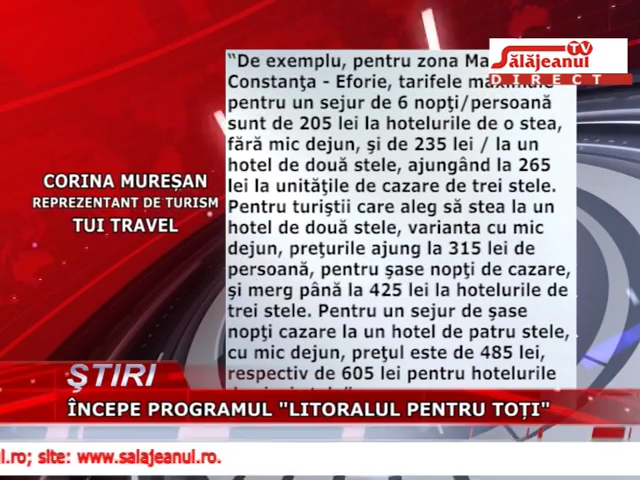 "De exemplu, pentru zona Ma
Constanţa - Eforie, tarifele maximale
pentru un sejur de 6 nopţi/persoană
sunt de 205 lei la hotelurile de o stea,
fără mic dejun, şi de 235 lei / la un
hotel de două stele, ajungând la 265
lei la unităţile de cazare de trei stele.
Pentru turiştii care aleg să stea la un
hotel de două stele, varianta cu mic
dejun, preţurile ajung la 315 lei de
persoană, pentru şase nopţi de cazare,
şi merg până la 425 lei la hotelurile de
trei stele. Pentru un sejur de şase
nopţi cazare la un hotel de patru stele,
cu mic dejun, preţul este de 485 lei,
respectiv de 605 lei pentru hotelurile
Sălăjeanul TV
DIRECT
CORINA MUREȘAN
REPREZENTANT DE TURISM
TUI TRAVEL
ŞTIRI
ÎNCEPE PROGRAMUL "LITORALUL PENTRU TOȚI"
l.ro; site: www.salajeanul.ro.